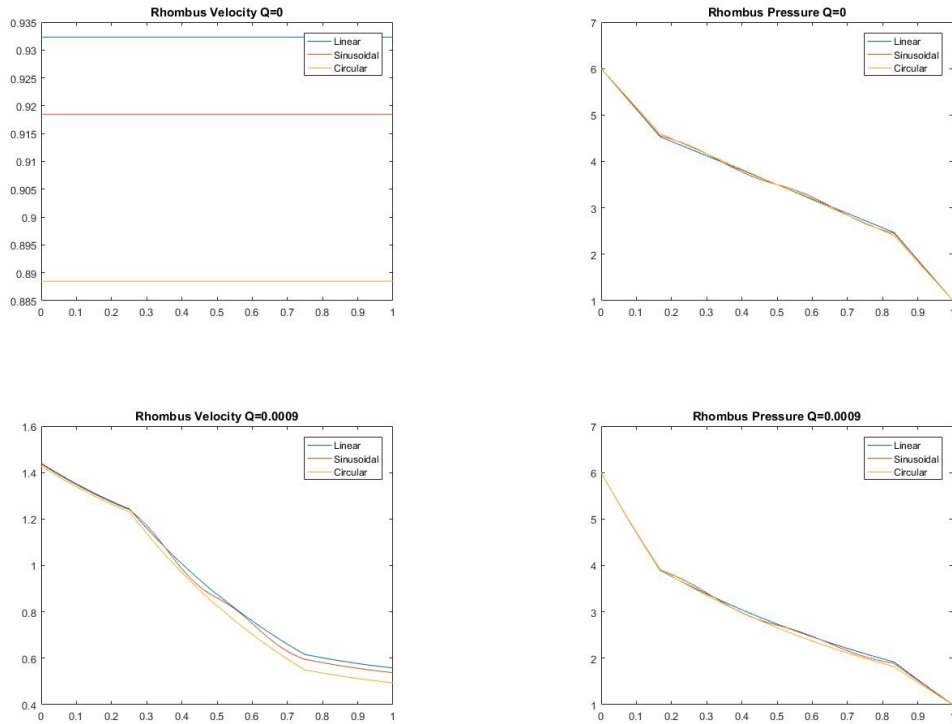 Rhombus Velocity Q=0
0.935
0.93
0.925
0.92
0.915
0.91
0.905
0.9
0.895
0.89
0.885
0 0.1 0.2 0.3 0.4 0.5 0.6 0.7 0.8 0.9 1
Linear
Sinusoidal
Circular
Rhombus Pressure Q=0
7
6
5
4
3
2
1
0 0.1 0.2 0.3 0.4 0.5 0.6 0.7 0.8 0.9 1
Linear
Sinusoidal
Circular
Rhombus Velocity Q=0.0009
1.6
1.4
1.2
1
0.8
0.6
0.4
0 0.1 0.2 0.3 0.4 0.5 0.6 0.7 0.8 0.9 1
Linear
Sinusoidal
Circular
Rhombus Pressure Q=0.0009
7
6
5
4
3
2
1
0 0.1 0.2 0.3 0.4 0.5 0.6 0.7 0.8 0.9 1
Linear
Sinusoidal
Circular